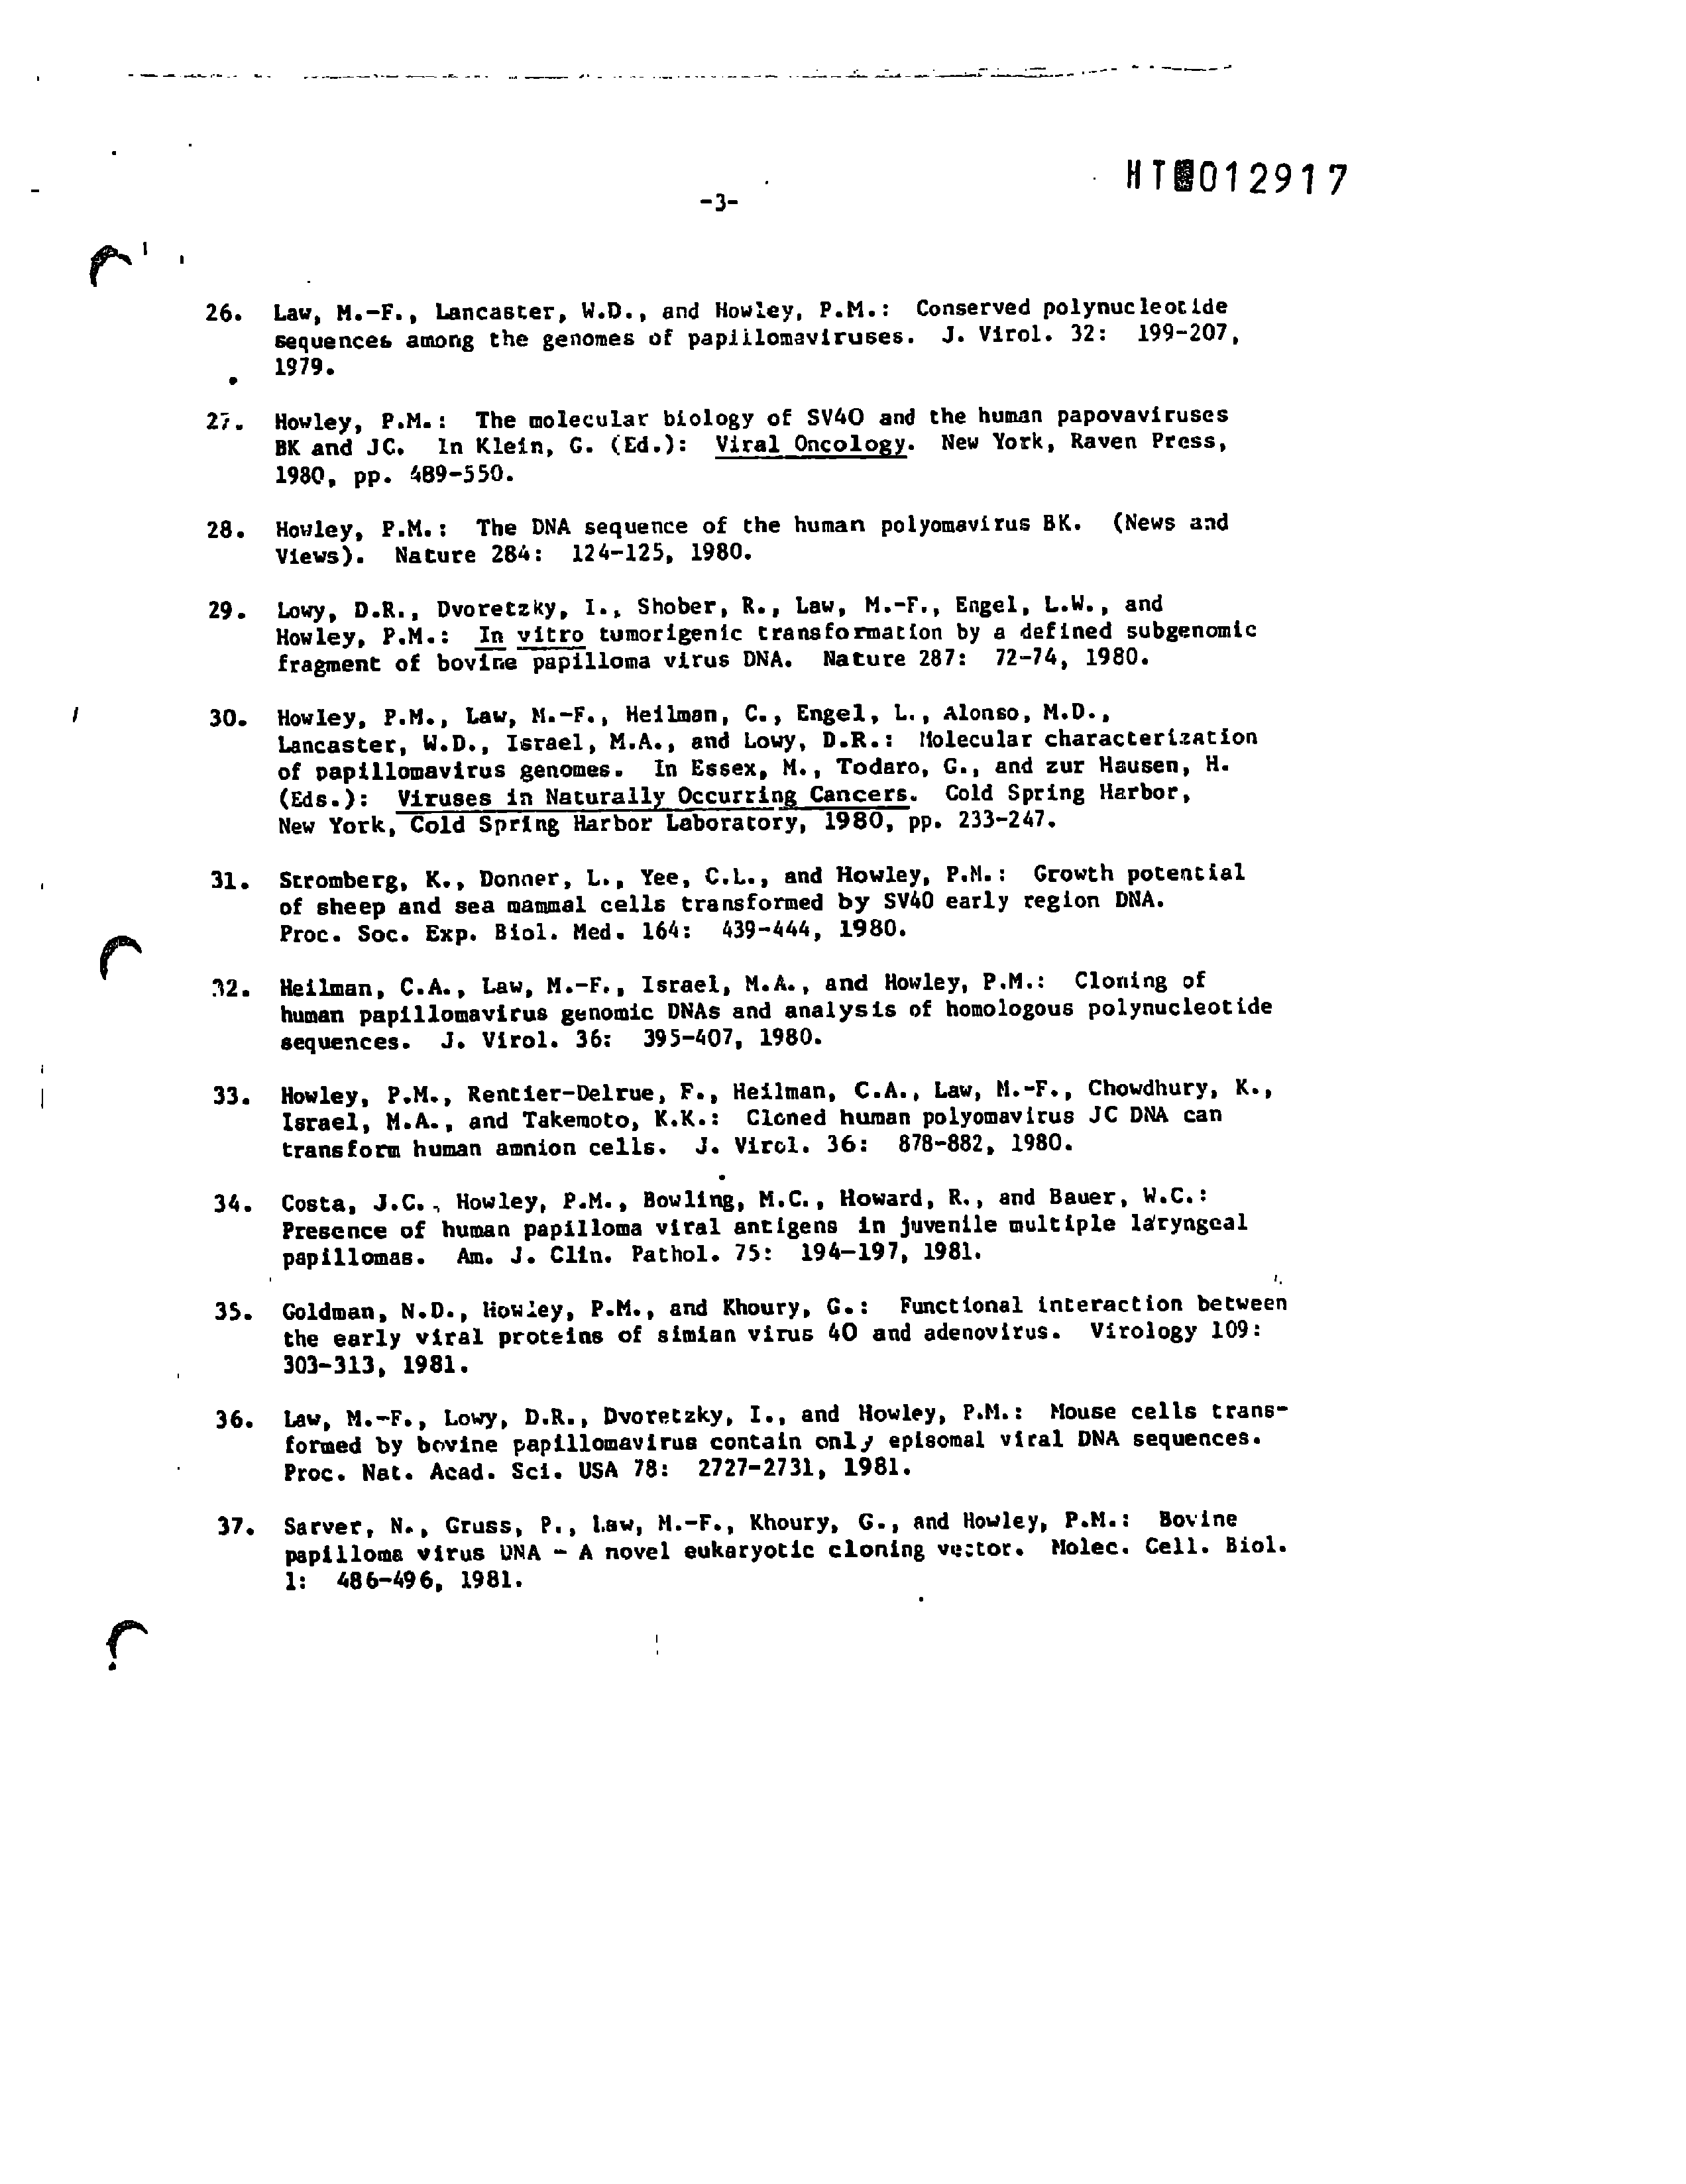 HT 012917
-3-
26. Law, M.-F., Lancaster, W.D., and Howley, P.M.: Conserved polynucleotide
sequences among the genomes of papillomaviruses. J. Virol. 32: 199-207,
1979.
27. Howley, P.M.: The molecular biology of SV40 and the human papovaviruses
BK and JC. In Klein, G. (Ed.): Viral Oncology. New York, Raven Press,
1980, pp. 489-550.
28. Howley, P.M.: The DNA sequence of the human polyomavirus BK. (News and
Views). Nature 284: 124-125, 1980.
29. Lowy, D.R., Dvoretzky, I., Shober, R., Law, M.-F., Engel, L.W., and
Howley, P.M.: In vitro tumorigenic transformation by a defined subgenomic
fragment of bovine papilloma virus DNA. Nature 287: 72-74, 1980.
30. Howley, P.M., Law, M.-F., Heilman, C., Engel, L., Alonso, M.D.,
Lancaster, W.D., Israel, M.A., and Lowy, D.R.: Molecular characterization
of papillomavirus genomes. In Essex, M., Todaro, G., and zur Hausen, H.
(Eds.): Viruses in Naturally Occurring Cancers. Cold Spring Harbor,
New York, Cold Spring Harbor Laboratory, 1980, pp. 233-247.
31. Stromberg, K., Donner, L., Yee, C.L., and Howley, P.M.: Growth potential
of sheep and sea mammal cells transformed by SV40 early region DNA.
Proc. Soc. Exp. Biol. Med. 164: 439-444, 1980.
32. Heilman, C.A., Law, M.-F., Israel, M.A., and Howley, P.M.: Cloning of
human papillomavirus genomic DNAs and analysis of homologous polynucleotide
sequences. J. Virol. 36: 395-407, 1980.
33. Howley, P.M., Rentier-Delrue, F., Heilman, C.A., Law, M.-F., Chowdhury, K.,
Israel, M.A., and Takemoto, K.K.: Cloned human polyomavirus JC DNA can
transform human amnion cells. J. Virol. 36: 878-882, 1980.
34. Costa, J.C., Howley, P.M., Bowling, M.C., Howard, R., and Bauer, W.C.:
Presence of human papilloma viral antigens in juvenile multiple laryngeal
papillomas. Am. J. Clin. Pathol. 75: 194-197, 1981.
35. Goldman, N.D., Howley, P.M., and Khoury, G.: Functional interaction between
the early viral proteins of simian virus 40 and adenovirus. Virology 109:
303-313, 1981.
36. Law, M.-F., Lowy, D.R., Dvoretzky, I., and Howley, P.M.: Mouse cells trans-
formed by bovine papillomavirus contain only episomal viral DNA sequences.
Proc. Nat. Acad. Sci. USA 78: 2727-2731, 1981.
37. Sarver, N., Gruss, P., Law, M.-F., Khoury, G., and Howley, P.M.: Bovine
papilloma virus DNA - A novel eukaryotic cloning vector. Molec. Cell. Biol.
1: 486-496, 1981.